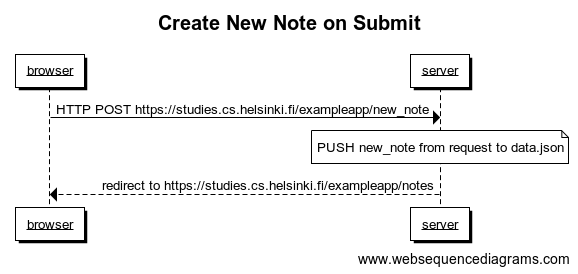 Create New Note on Submit
browser server
HTTP POST https://studies.cs.helsinki.fi/exampleapp/new_note
PUSH new_note from request to data.json
redirect to https://studies.cs.helsinki.fi/exampleapp/notes
browser server
www.websequencediagrams.com